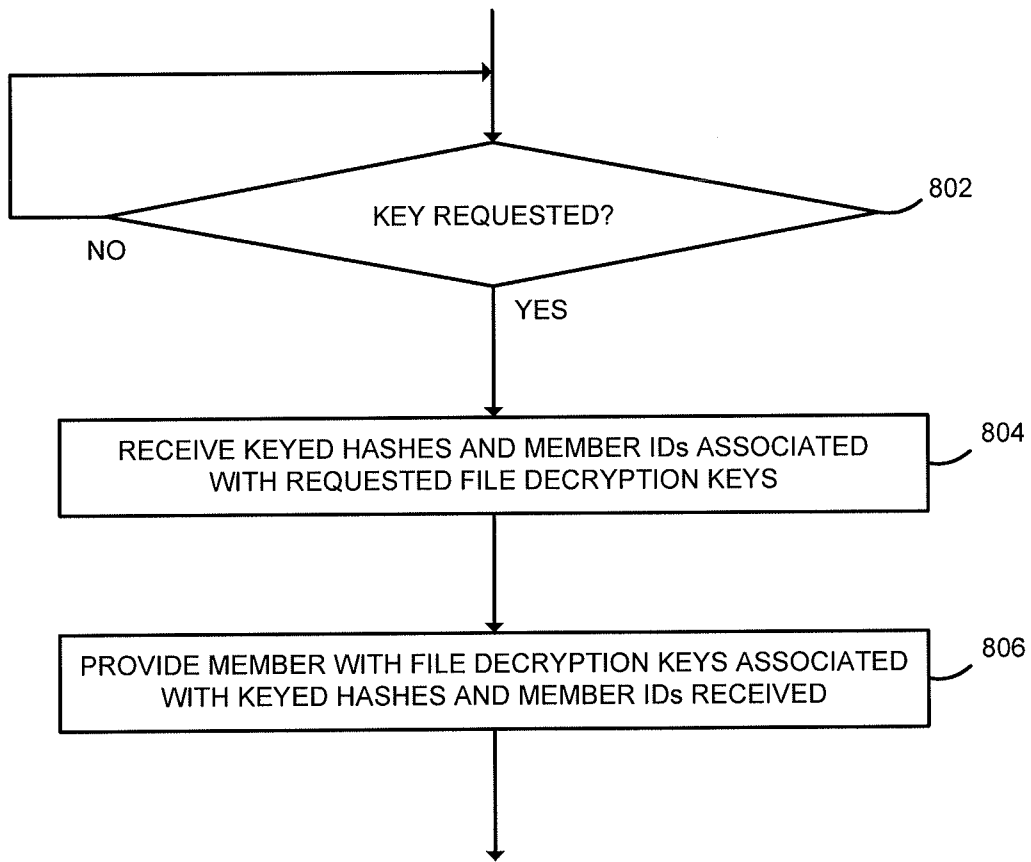 KEY REQUESTED?
802
NO
YES
RECEIVE KEYED HASHES AND MEMBER IDs ASSOCIATED
WITH REQUESTED FILE DECRYPTION KEYS
804
PROVIDE MEMBER WITH FILE DECRYPTION KEYS ASSOCIATED
WITH KEYED HASHES AND MEMBER IDs RECEIVED
806